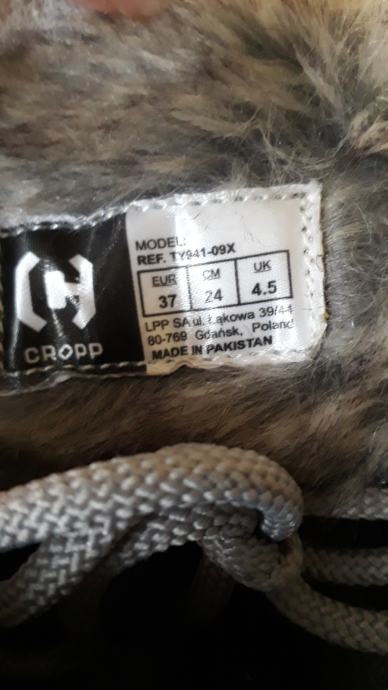 MODEL:
REF. TY941-09X
EUR CM UK
37 24 4.5
LPP SA ul. Łąkowa 39/44
80-769 Gdańsk, Poland
MADE IN PAKISTAN
CROPP